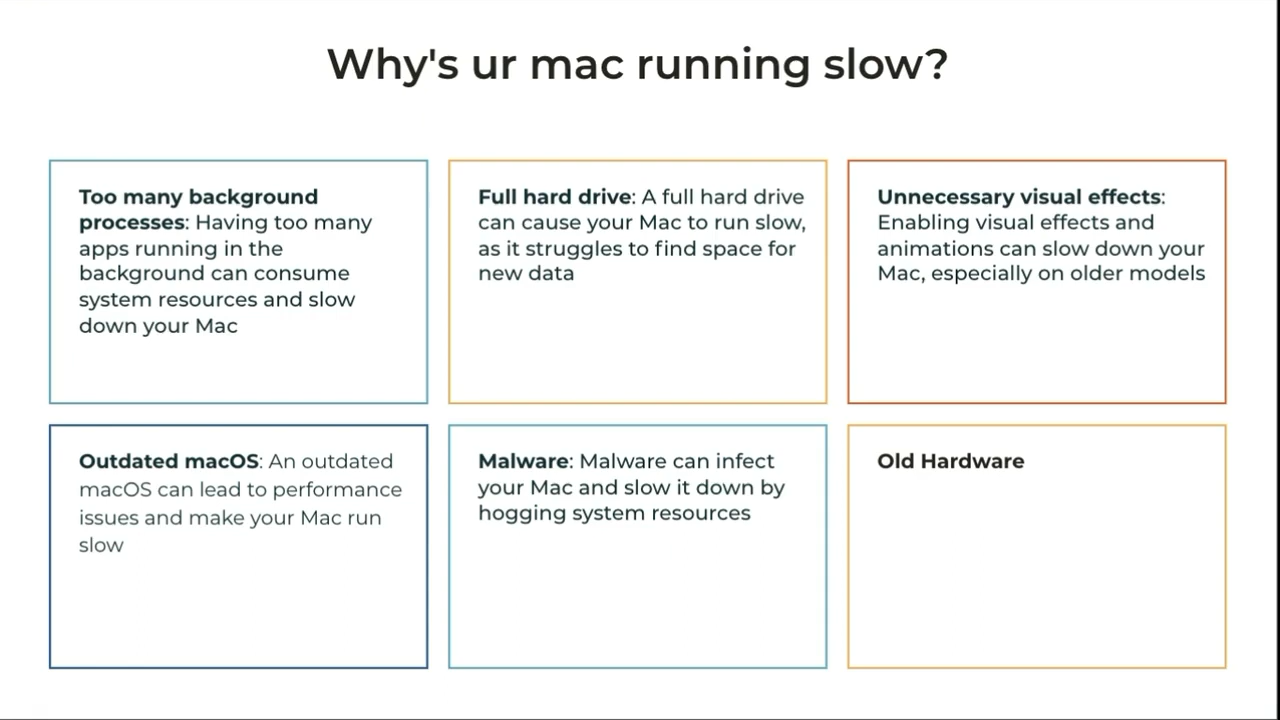 Why's ur mac running slow?
Too many background
processes: Having too many
apps running in the
background can consume
system resources and slow
down your Mac
Full hard drive: A full hard drive
can cause your Mac to run slow,
as it struggles to find space for
new data
Unnecessary visual effects:
Enabling visual effects and
animations can slow down your
Mac, especially on older models
Outdated macOS: An outdated
macOS can lead to performance
issues and make your Mac run
slow
Malware: Malware can infect
your Mac and slow it down by
hogging system resources
Old Hardware